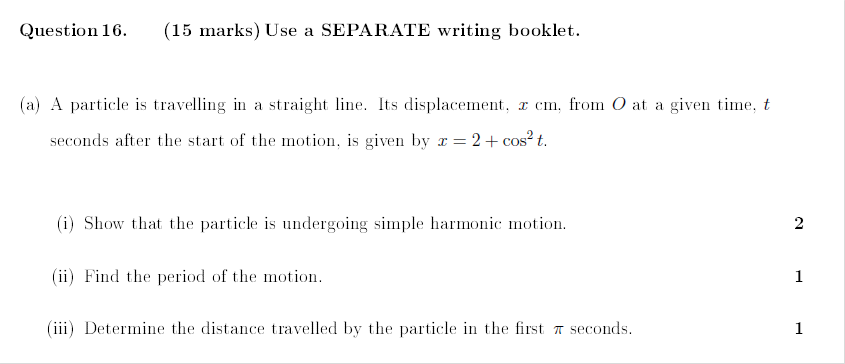 Question 16. (15 marks) Use a SEPARATE writing booklet.
(a) A particle is travelling in a straight line. Its displacement, x cm, from O at a given time, t
seconds after the start of the motion, is given by x = 2 + cos² t.
(i) Show that the particle is undergoing simple harmonic motion. 2
(ii) Find the period of the motion. 1
(iii) Determine the distance travelled by the particle in the first π seconds. 1